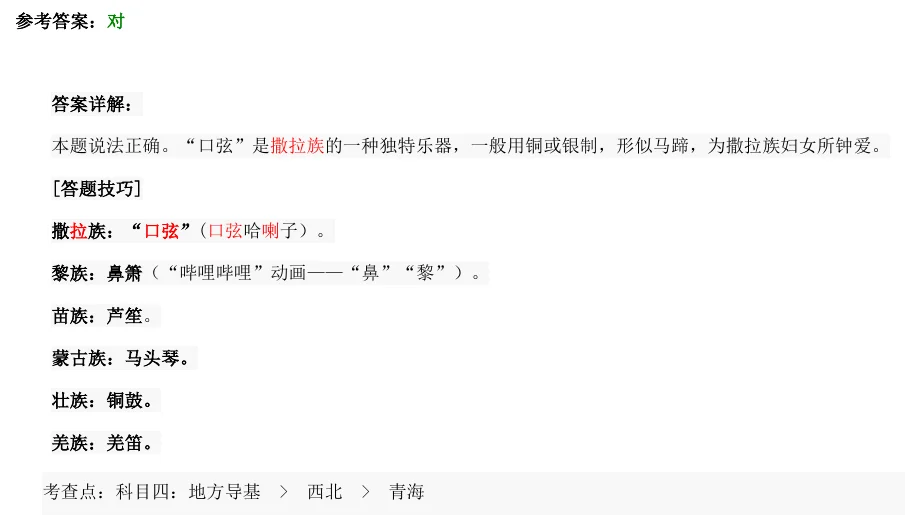 参考答案：对
答案详解：
本题说法正确。“口弦”是撒拉族的一种独特乐器，一般用铜或银制，形似马蹄，为撒拉族妇女所钟爱。
[答题技巧]
撒拉族：“口弦”(口弦哈喇子）。
黎族：鼻箫（“哔哩哔哩”动画——“鼻”“黎”）。
苗族：芦笙。
蒙古族：马头琴。
壮族：铜鼓。
羌族：羌笛。
考查点：科目四：地方导基 > 西北 > 青海